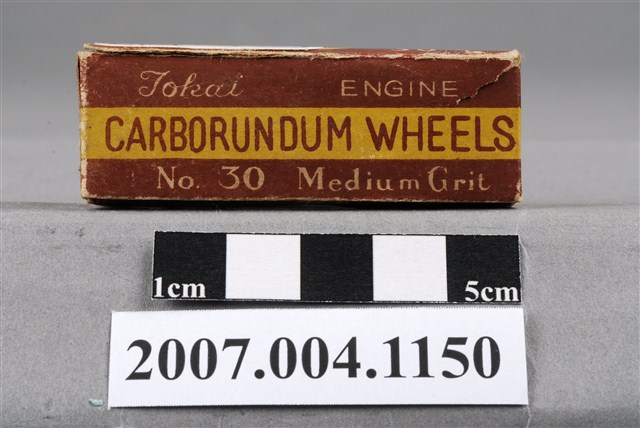 Tokai ENGINE
CARBORUNDUM WHEELS
No. 30 Medium Grit
1cm 5cm
2007.004.1150